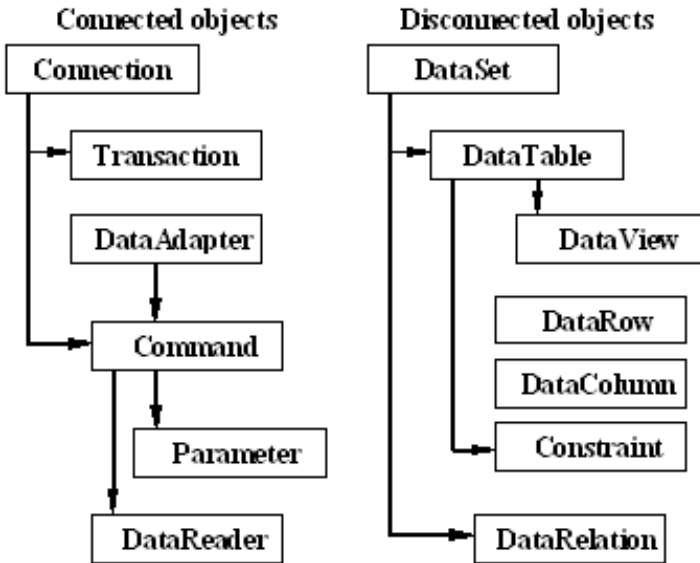 Connected objects
Connection
Transaction
DataAdapter
Command
Parameter
DataReader
Disconnected objects
DataSet
DataTable
DataView
DataRow
DataColumn
Constraint
DataRelation